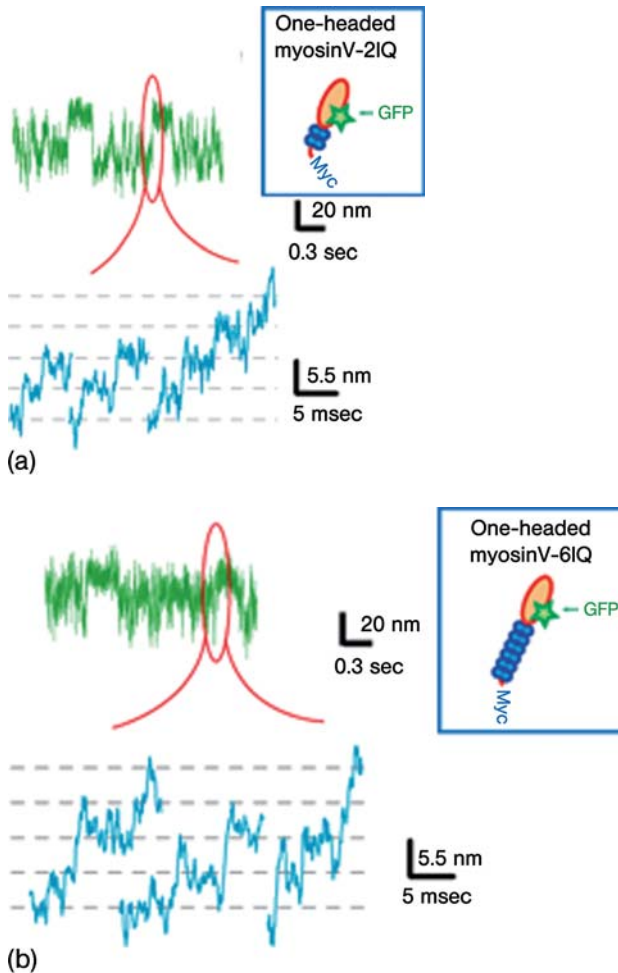 One-headed
myosinV-2IQ
GFP
Myc
20 nm
0.3 sec
5.5 nm
5 msec
(a)
One-headed
myosinV-6IQ
GFP
Myc
20 nm
0.3 sec
5.5 nm
5 msec
(b)